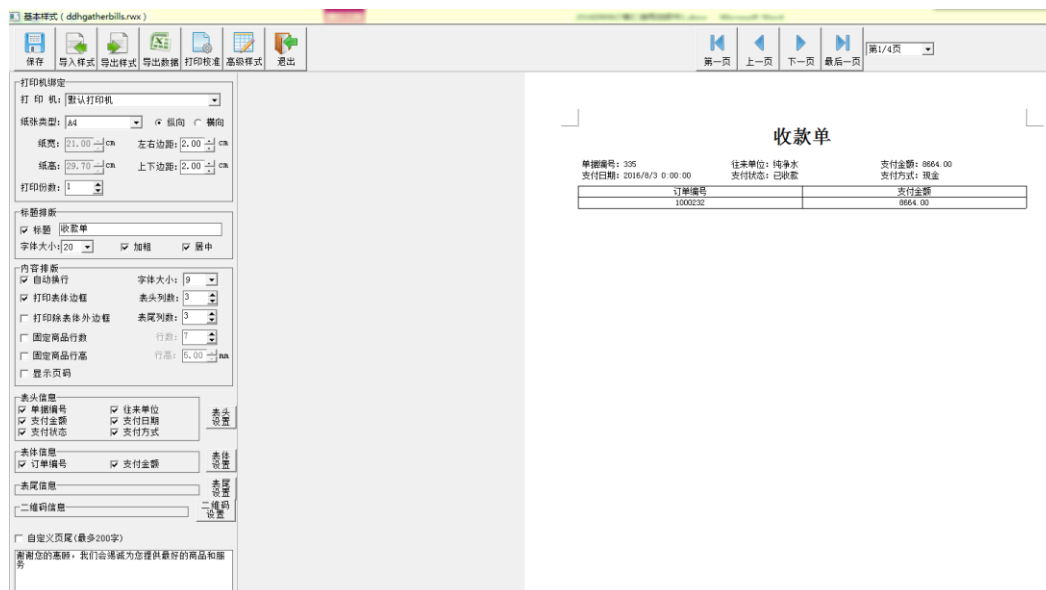 基本样式 ( ddhgatherbills.rwx )
保存 导入样式 导出样式 导出数据 打印校准 高级样式 退出
第一页 上一页 下一页 最后一页 第1/4页
打印机绑定
打 印 机: 默认打印机
纸张类型: A4 纵向 横向
纸宽: 21.00 cm 左右边距: 2.00 cm
纸高: 29.70 cm 上下边距: 2.00 cm
打印份数: 1
标题排版
标题 收款单
字体大小: 20 加粗 居中
内容排版
自动换行 字体大小: 9
打印表体边框 表头列数: 3
打印除表体外边框 表尾列数: 3
固定商品行数 行数: 7
固定商品行高 行高: 5.00 mm
显示页码
表头信息
单据编号 往来单位
支付金额 支付日期
支付状态 支付方式
表头设置
表体信息
订单编号 支付金额
表体设置
表尾信息
表尾设置
二维码信息
二维码设置
自定义页尾(最多200字)
谢谢您的惠顾，我们会竭诚为您提供最好的商品和服
务
收款单
单据编号: 335 往来单位: 纯净水 支付金额: 8664.00
支付日期: 2016/8/3 0:00:00 支付状态: 已收款 支付方式: 现金
订单编号 支付金额
1000232 8664.00